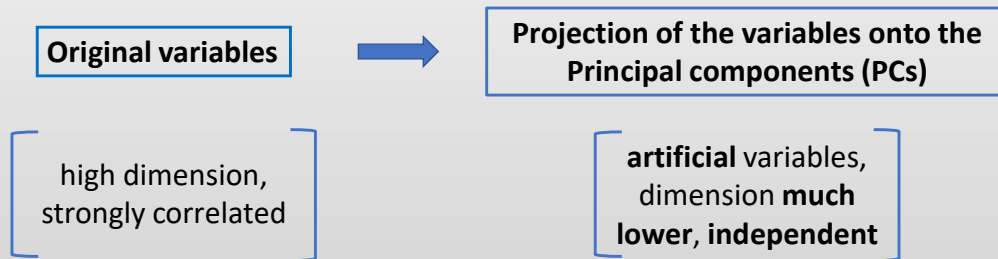 Original variables
Projection of the variables onto the
Principal components (PCs)
high dimension,
strongly correlated
artificial variables,
dimension much
lower, independent